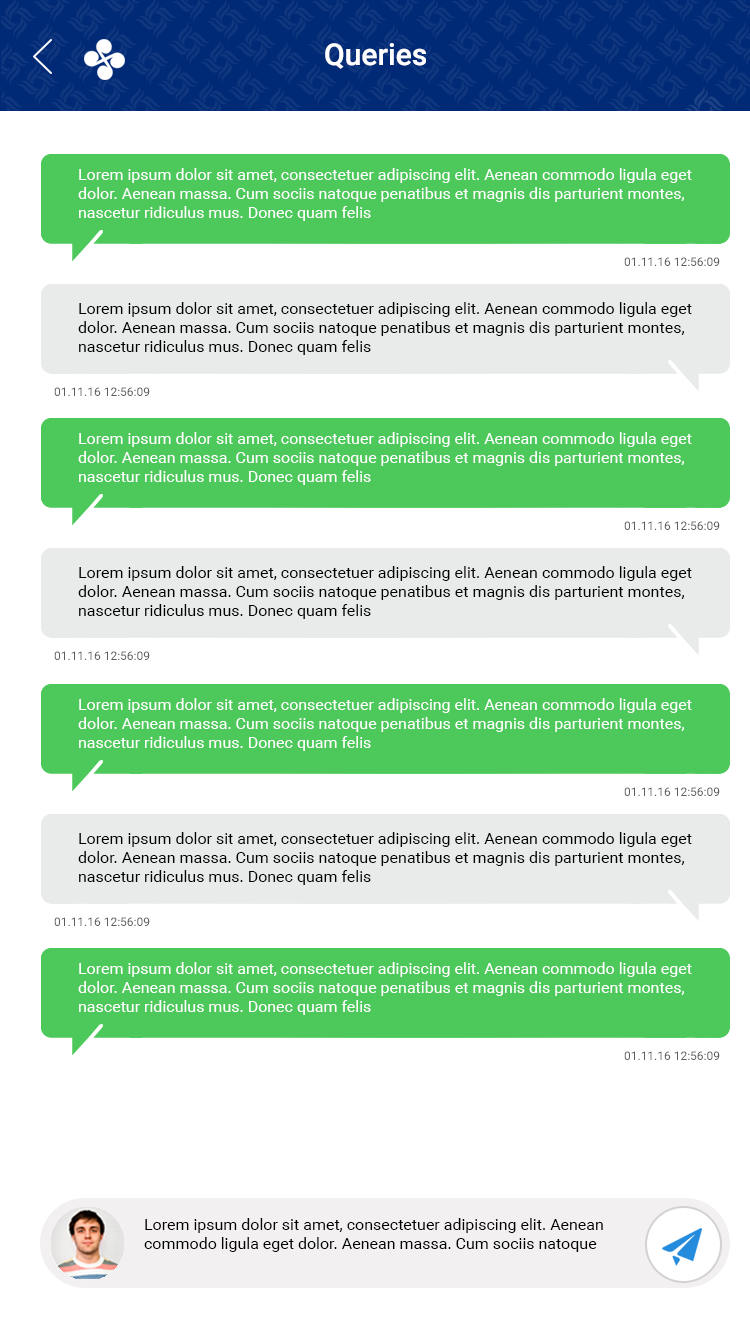 Queries
Lorem ipsum dolor sit amet, consectetuer adipiscing elit. Aenean commodo ligula eget
dolor. Aenean massa. Cum sociis natoque penatibus et magnis dis parturient montes,
nascetur ridiculus mus. Donec quam felis
01.11.16 12:56:09
Lorem ipsum dolor sit amet, consectetuer adipiscing elit. Aenean commodo ligula eget
dolor. Aenean massa. Cum sociis natoque penatibus et magnis dis parturient montes,
nascetur ridiculus mus. Donec quam felis
01.11.16 12:56:09
Lorem ipsum dolor sit amet, consectetuer adipiscing elit. Aenean commodo ligula eget
dolor. Aenean massa. Cum sociis natoque penatibus et magnis dis parturient montes,
nascetur ridiculus mus. Donec quam felis
01.11.16 12:56:09
Lorem ipsum dolor sit amet, consectetuer adipiscing elit. Aenean commodo ligula eget
dolor. Aenean massa. Cum sociis natoque penatibus et magnis dis parturient montes,
nascetur ridiculus mus. Donec quam felis
01.11.16 12:56:09
Lorem ipsum dolor sit amet, consectetuer adipiscing elit. Aenean commodo ligula eget
dolor. Aenean massa. Cum sociis natoque penatibus et magnis dis parturient montes,
nascetur ridiculus mus. Donec quam felis
01.11.16 12:56:09
Lorem ipsum dolor sit amet, consectetuer adipiscing elit. Aenean commodo ligula eget
dolor. Aenean massa. Cum sociis natoque penatibus et magnis dis parturient montes,
nascetur ridiculus mus. Donec quam felis
01.11.16 12:56:09
Lorem ipsum dolor sit amet, consectetuer adipiscing elit. Aenean commodo ligula eget
dolor. Aenean massa. Cum sociis natoque penatibus et magnis dis parturient montes,
nascetur ridiculus mus. Donec quam felis
01.11.16 12:56:09
Lorem ipsum dolor sit amet, consectetuer adipiscing elit. Aenean
commodo ligula eget dolor. Aenean massa. Cum sociis natoque